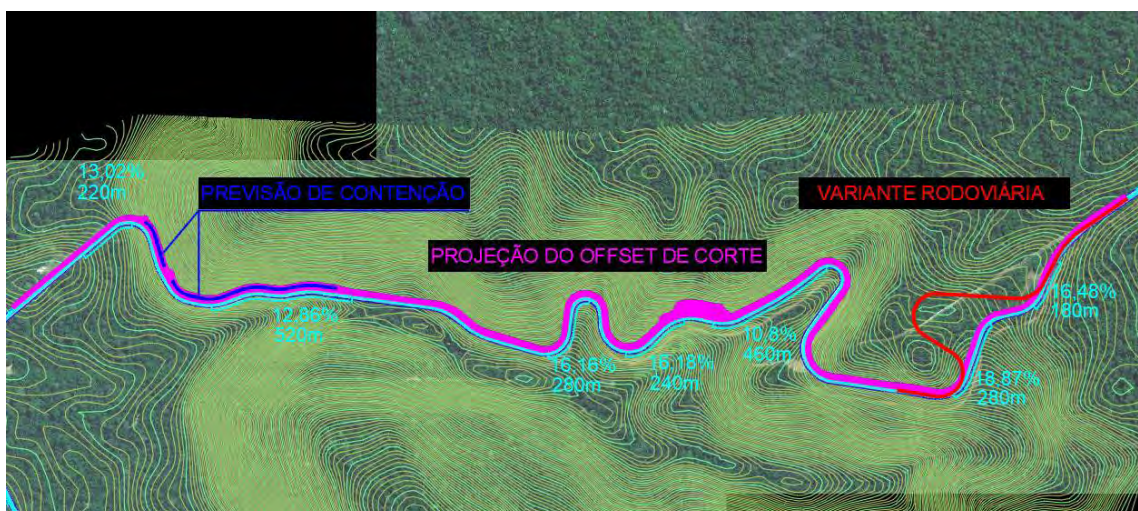 13,02%
220m
PREVISÃO DE CONTENÇÃO
VARIANTE RODOVIÁRIA
PROJEÇÃO DO OFFSET DE CORTE
12,86%
520m
16,16%
280m
16,18%
240m
10,8%
460m
16,48%
180m
18,87%
280m